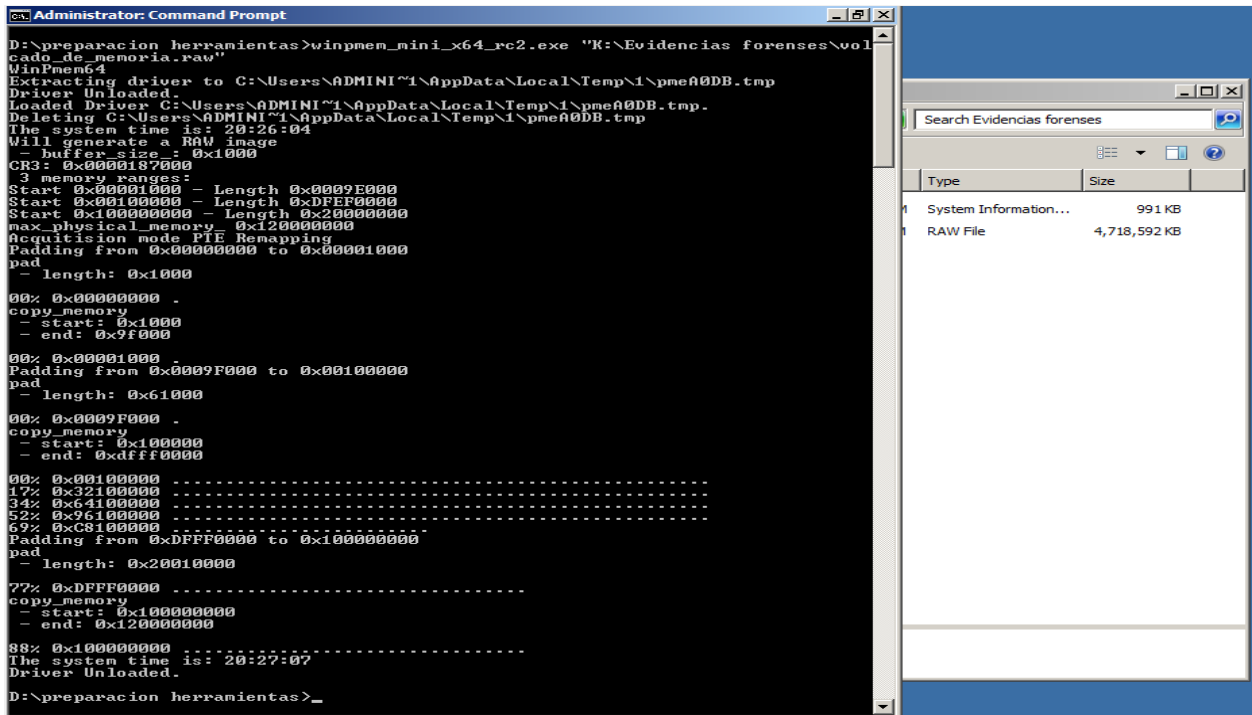 Administrator: Command Prompt
D:\preparacion herramientas>winpmem_mini_x64_rc2.exe "K:\Evidencias forenses\vol
cado_de_memoria.raw"
WinPmem64
Extracting driver to C:\Users\ADMINI~1\AppData\Local\Temp\1\pmeA0DB.tmp
Driver Unloaded.
Loaded Driver C:\Users\ADMINI~1\AppData\Local\Temp\1\pmeA0DB.tmp.
Deleting C:\Users\ADMINI~1\AppData\Local\Temp\1\pmeA0DB.tmp
The system time is: 20:26:04
Will generate a RAW image
 - buffer_size_: 0x1000
CR3: 0x0000187000
 3 memory ranges:
Start 0x00001000 - Length 0x0009E000
Start 0x00100000 - Length 0xDFEF0000
Start 0x100000000 - Length 0x20000000
max_physical_memory_ 0x120000000
Acquitision mode PTE Remapping
Padding from 0x00000000 to 0x00001000
pad
 - length: 0x1000
00% 0x00000000 .
copy_memory
 - start: 0x1000
 - end: 0x9f000
00% 0x00001000 .
Padding from 0x0009F000 to 0x00100000
pad
 - length: 0x61000
00% 0x0009F000 .
copy_memory
 - start: 0x100000
 - end: 0xdfff0000
00% 0x00100000 ..................................................
17% 0x32100000 ..................................................
34% 0x64100000 ..................................................
52% 0x96100000 ..................................................
69% 0xC8100000 ........................
Padding from 0xDFFF0000 to 0x100000000
pad
 - length: 0x20010000
77% 0xDFFF0000 .................................
copy_memory
 - start: 0x100000000
 - end: 0x120000000
88% 0x100000000 ................................
The system time is: 20:27:07
Driver Unloaded.
D:\preparacion herramientas>_
Search Evidencias forenses
Type Size
System Information... 991 KB
RAW File 4,718,592 KB